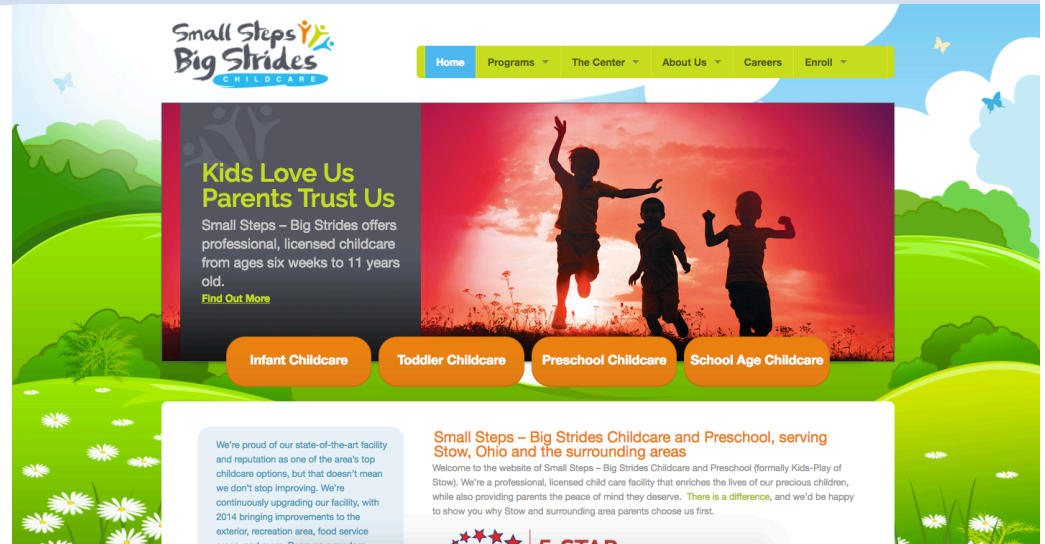 Small Steps
Big Strides
CHILDCARE
Home Programs The Center About Us Careers Enroll
Kids Love Us
Parents Trust Us
Small Steps – Big Strides offers
professional, licensed childcare
from ages six weeks to 11 years
old.
Find Out More
Infant Childcare Toddler Childcare Preschool Childcare School Age Childcare
We're proud of our state-of-the-art facility
and reputation as one of the area's top
childcare options, but that doesn't mean
we don't stop improving. We're
continuously upgrading our facility, with
2014 bringing improvements to the
exterior, recreation area, food service
Small Steps – Big Strides Childcare and Preschool, serving
Stow, Ohio and the surrounding areas
Welcome to the website of Small Steps – Big Strides Childcare and Preschool (formally Kids-Play of
Stow). We're a professional, licensed child care facility that enriches the lives of our precious children,
while also providing parents the peace of mind they deserve. There is a difference, and we'd be happy
to show you why Stow and surrounding area parents choose us first.
5-STAR